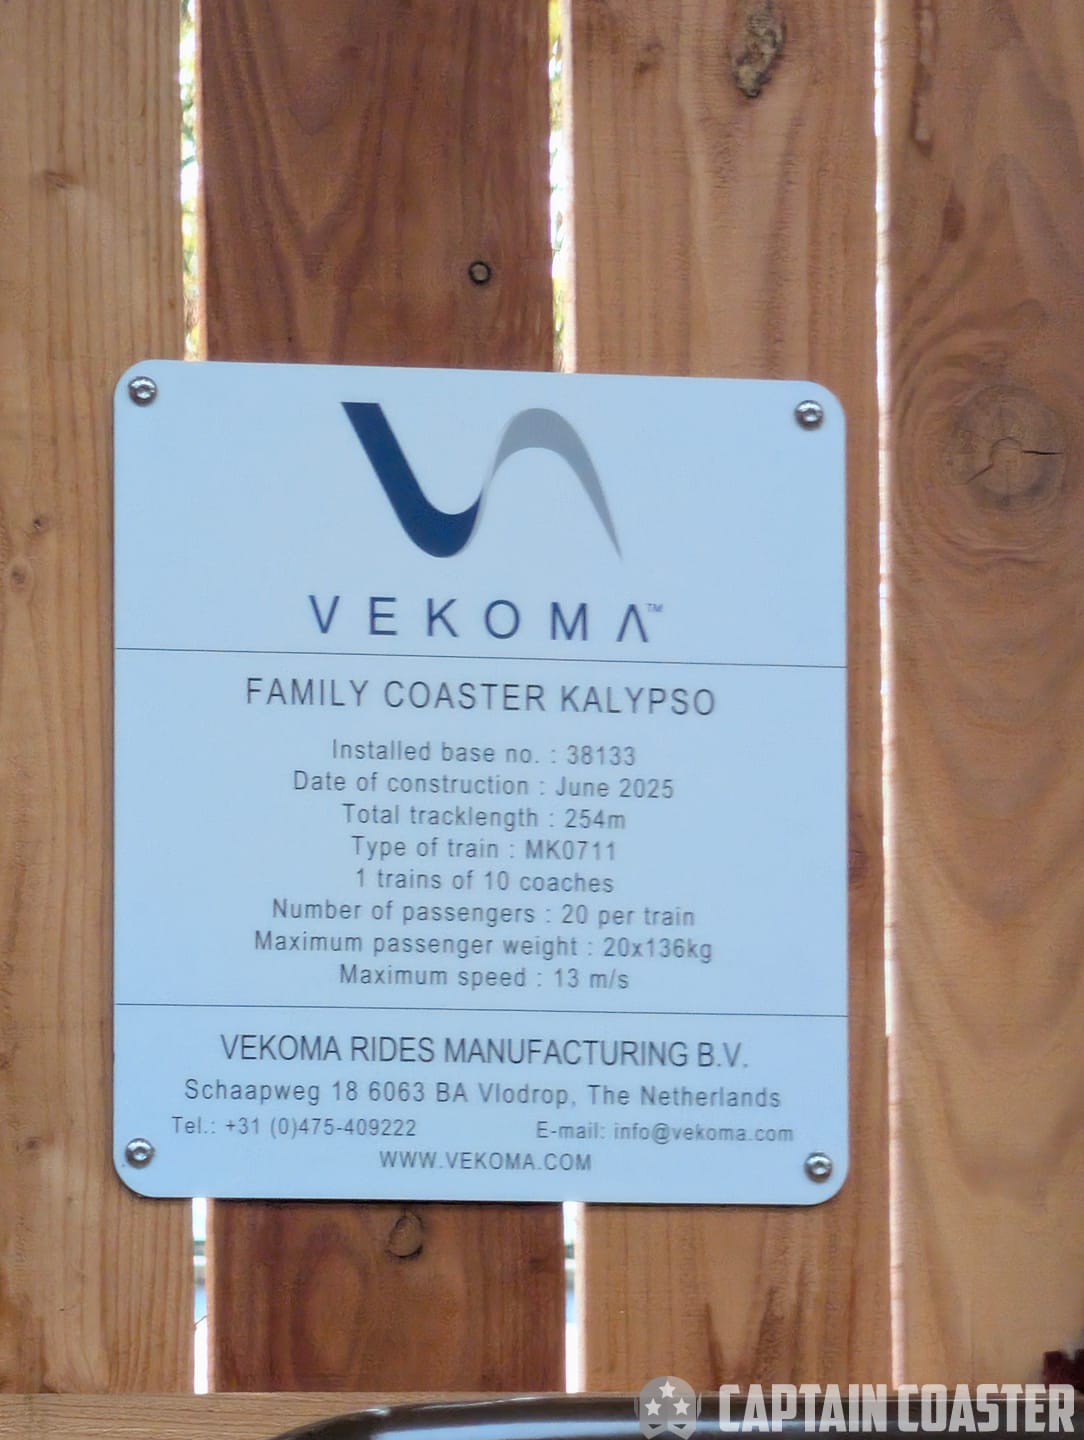 VEKOMA™
FAMILY COASTER KALYPSO
Installed base no. : 38133
Date of construction : June 2025
Total tracklength : 254m
Type of train : MK0711
1 trains of 10 coaches
Number of passengers : 20 per train
Maximum passenger weight : 20x136kg
Maximum speed : 13 m/s
VEKOMA RIDES MANUFACTURING B.V.
Schaapweg 18 6063 BA Vlodrop, The Netherlands
Tel.: +31 (0)475-409222 E-mail: info@vekoma.com
WWW.VEKOMA.COM
CAPTAIN COASTER